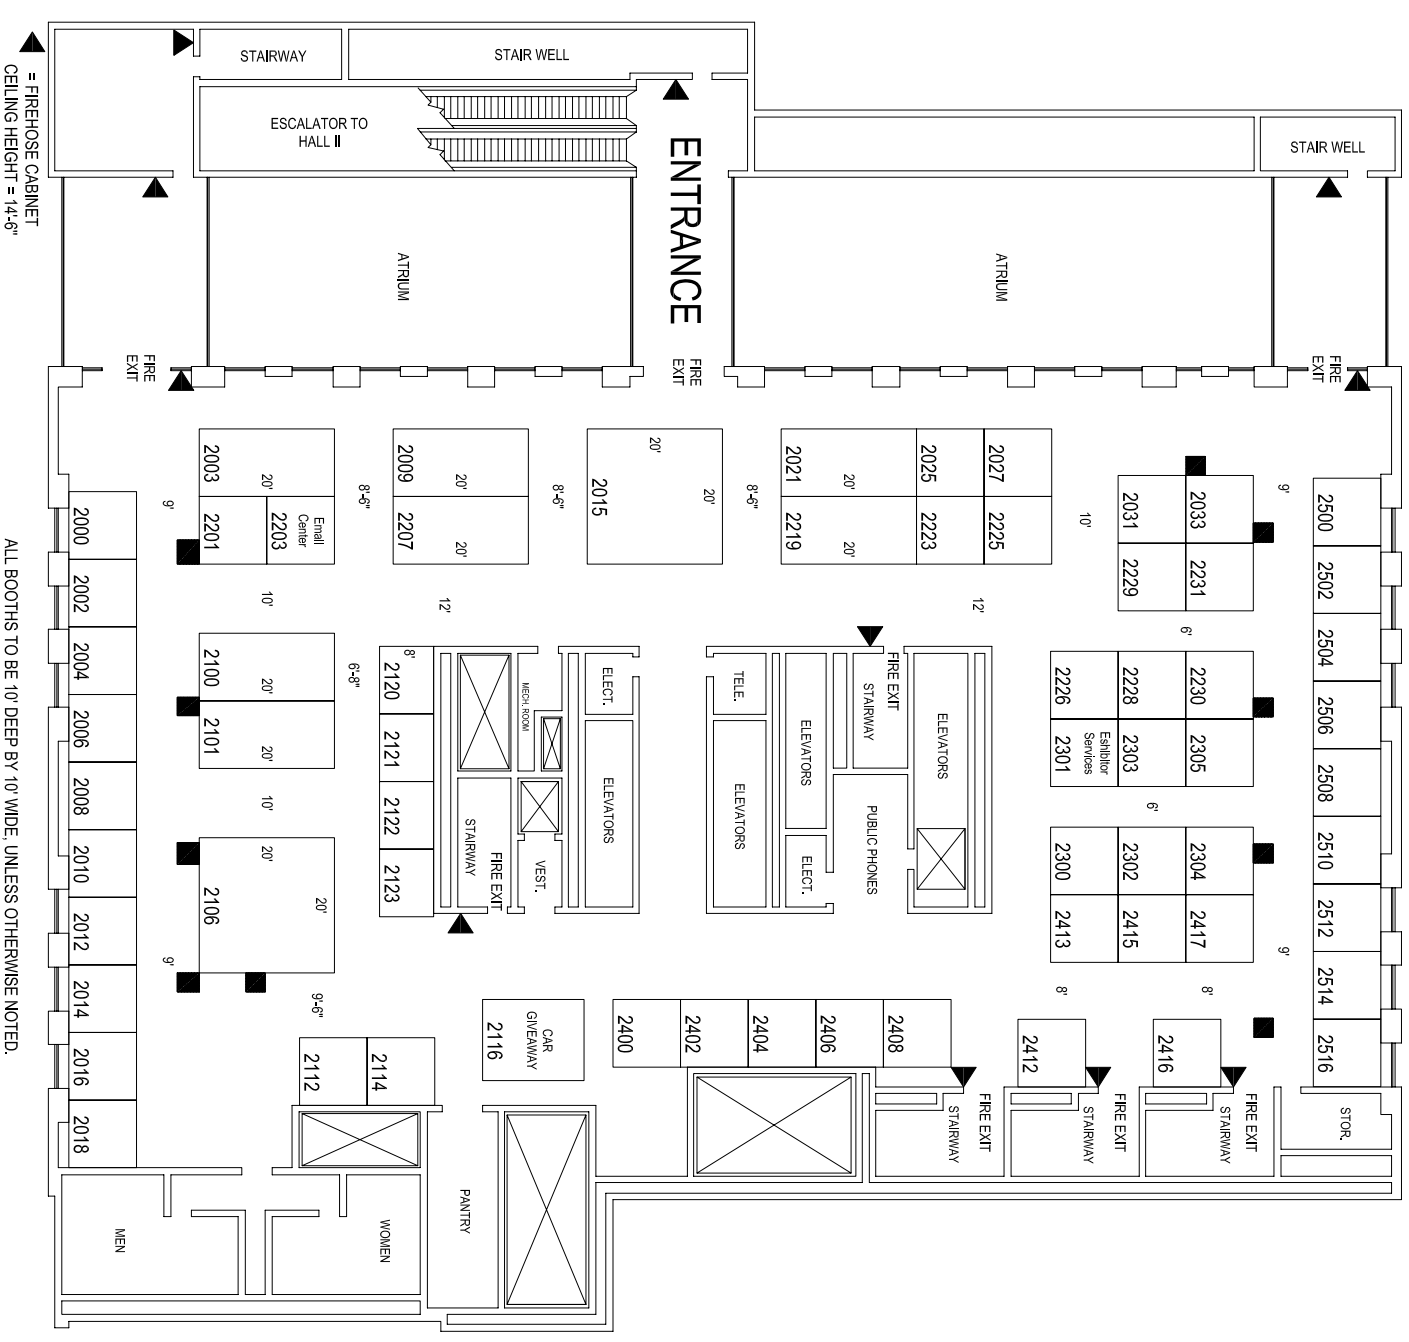 STAIRWAY
STAIR WELL
ESCALATOR TO
HALL II
STAIR WELL
= FIREHOSE CABINET
CEILING HEIGHT = 14'-6"
ENTRANCE
ATRIUM
ATRIUM
FIRE
EXIT
FIRE
EXIT
FIRE
EXIT
2003
20'
20'
2201
2203
Email
Center
8'-6"
2009
20'
2207
20'
8'-6"
2015
20'
20'
8'-6"
2021
20'
2219
20'
2025
2223
2027
2225
10'
2031
2033
2229
2231
9'
9'
10'
12'
12'
6'
2000
2002
2004
2006
2008
2010
2012
2014
2016
2018
2500
2502
2504
2506
2508
2510
2512
2514
2516
2100
20'
2101
20'
6'-8"
10'
2106
20'
20'
9'
9'-6"
8'
2120
2121
2122
2123
MECH. ROOM
ELECT.
ELEVATORS
STAIRWAY
FIRE EXIT
VEST.
TELE.
ELEVATORS
ELEVATORS
ELECT.
FIRE EXIT
STAIRWAY
PUBLIC PHONES
ELEVATORS
2226
2228
2230
2301
Eshibitor
Services
2303
2305
6'
2300
2302
2304
2413
2415
2417
9'
8'
8'
2112
2114
2116
CAR
GIVEAWAY
2400
2402
2404
2406
2408
2412
2416
FIRE EXIT
STAIRWAY
FIRE EXIT
STAIRWAY
FIRE EXIT
STAIRWAY
STOR.
MEN
WOMEN
PANTRY
ALL BOOTHS TO BE 10' DEEP BY 10' WIDE, UNLESS OTHERWISE NOTED.